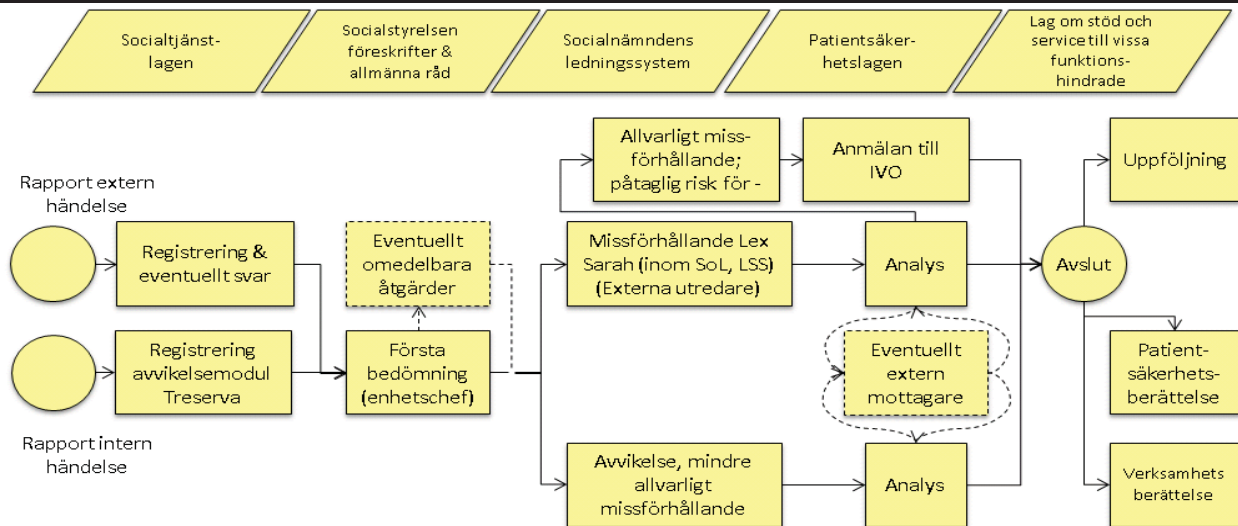 Socialtjänst-
lagen
Socialstyrelsen
föreskrifter &
allmänna råd
Socialnämndens
ledningssystem
Patientsäker-
hetslagen
Lag om stöd och
service till vissa
funktions-
hindrade
Rapport extern
händelse
Registrering &
eventuellt svar
Rapport intern
händelse
Registrering
avvikelsemodul
Treserva
Eventuellt
omedelbara
åtgärder
Första
bedömning
(enhetschef)
Allvarligt miss-
förhållande;
påtaglig risk för -
Anmälan till
IVO
Missförhållande Lex
Sarah (inom SoL, LSS)
(Externa utredare)
Analys
Eventuellt
extern
mottagare
Avvikelse, mindre
allvarligt
missförhållande
Analys
Avslut
Uppföljning
Patient-
säkerhets-
berättelse
Verksamhets
berättelse